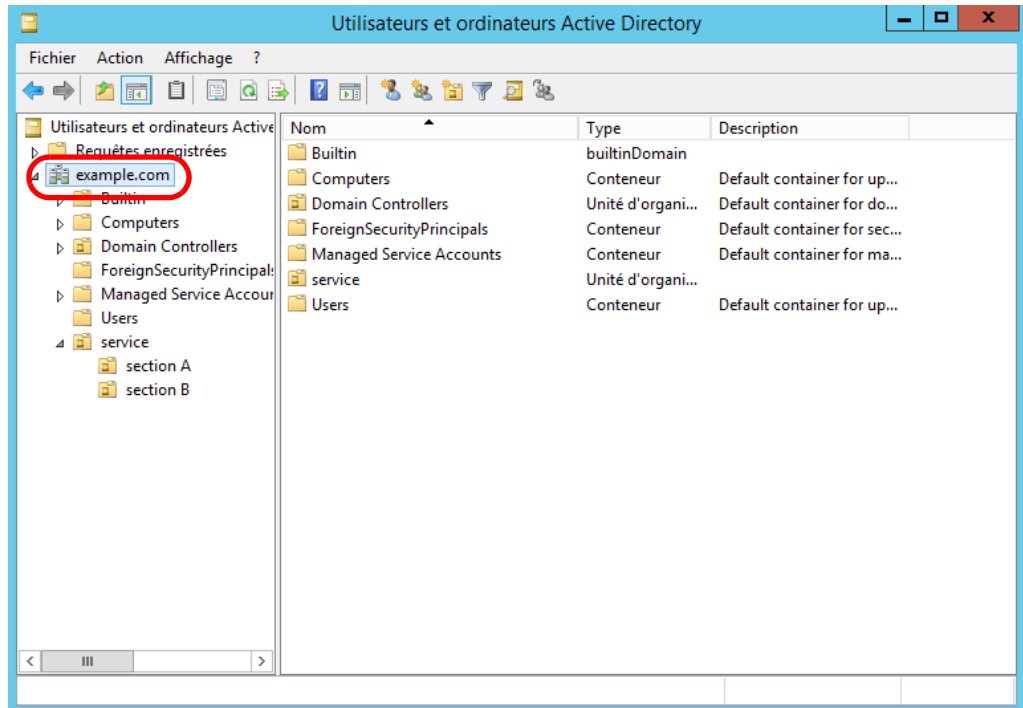 Utilisateurs et ordinateurs Active Directory
Fichier Action Affichage ?
Utilisateurs et ordinateurs Active
Requêtes enregistrées
example.com
Builtin
Computers
Domain Controllers
ForeignSecurityPrincipals
Managed Service Accour
Users
service
section A
section B
Nom Type Description
Builtin builtinDomain
Computers Conteneur Default container for up...
Domain Controllers Unité d'organi... Default container for do...
ForeignSecurityPrincipals Conteneur Default container for sec...
Managed Service Accounts Conteneur Default container for ma...
service Unité d'organi...
Users Conteneur Default container for up...